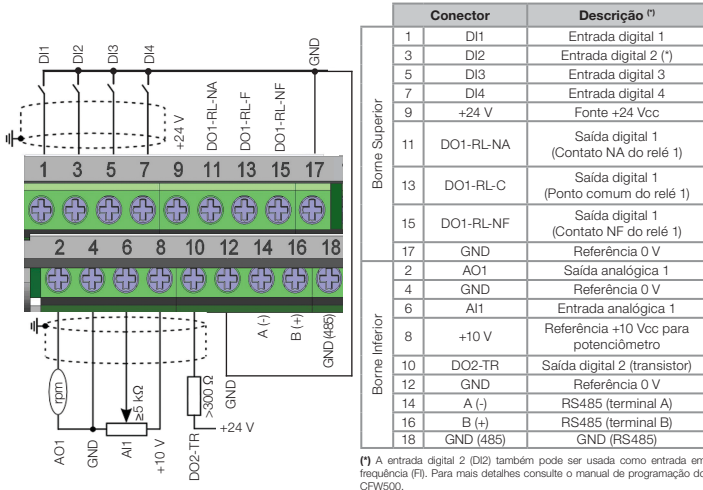 DI1
DI2
DI3
DI4
GND
+24 V
DO1-RL-NA
DO1-RL-F
DO1-RL-NF
1 3 5 7 9 11 13 15 17
2 4 6 8 10 12 14 16 18
A (-)
B (+)
GND (485)
rpm
≥5 kΩ
>300 Ω
GND
+24 V
AO1
GND
AI1
+10 V
DO2-TR
Conector Descrição (*)
Borne Superior
1 DI1 Entrada digital 1
3 DI2 Entrada digital 2 (*)
5 DI3 Entrada digital 3
7 DI4 Entrada digital 4
9 +24 V Fonte +24 Vcc
11 DO1-RL-NA Saída digital 1
(Contato NA do relé 1)
13 DO1-RL-C Saída digital 1
(Ponto comum do relé 1)
15 DO1-RL-NF Saída digital 1
(Contato NF do relé 1)
17 GND Referência 0 V
Borne Inferior
2 AO1 Saída analógica 1
4 GND Referência 0 V
6 AI1 Entrada analógica 1
8 +10 V Referência +10 Vcc para
potenciômetro
10 DO2-TR Saída digital 2 (transistor)
12 GND Referência 0 V
14 A (-) RS485 (terminal A)
16 B (+) RS485 (terminal B)
18 GND (485) GND (RS485)
(*) A entrada digital 2 (DI2) também pode ser usada como entrada em
frequência (FI). Para mais detalhes consulte o manual de programação do
CFW500.